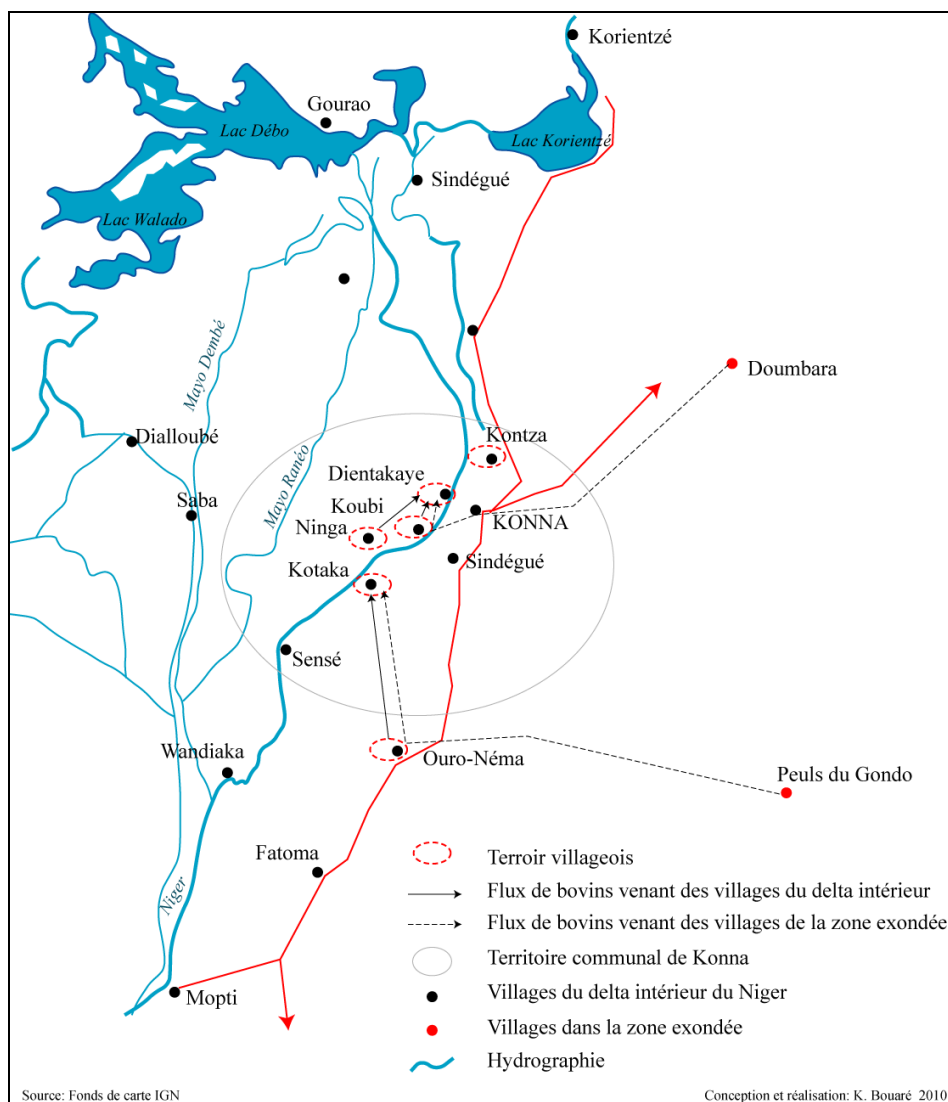 Korientzé
Gourao
Lac Débo
Lac Korientzé
Sindégué
Lac Walado
Mayo Dembé
Doumbara
Mayo Ranéo
Dialloubé
Kontza
Dientakaye
Saba
Koubi
KONNA
Ninga
Sindégué
Kotaka
Sensé
Wandiaka
Ouro-Néma
Peuls du Gondo
Fatoma
Niger
Mopti
Terroir villageois
Flux de bovins venant des villages du delta intérieur
Flux de bovins venant des villages de la zone exondée
Territoire communal de Konna
Villages du delta intérieur du Niger
Villages dans la zone exondée
Hydrographie
Source: Fonds de carte IGN
Conception et réalisation: K. Bouaré 2010